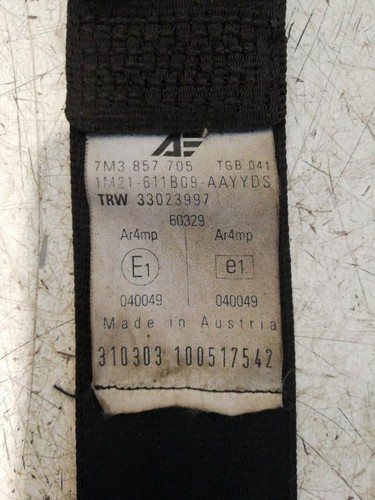 7M3 857 705 TGB 041
1M21-611B09-AAYYDS
TRW 33023997
60329
Ar4mp Ar4mp
E1 e1
040049 040049
Made in Austria
310303 100517542